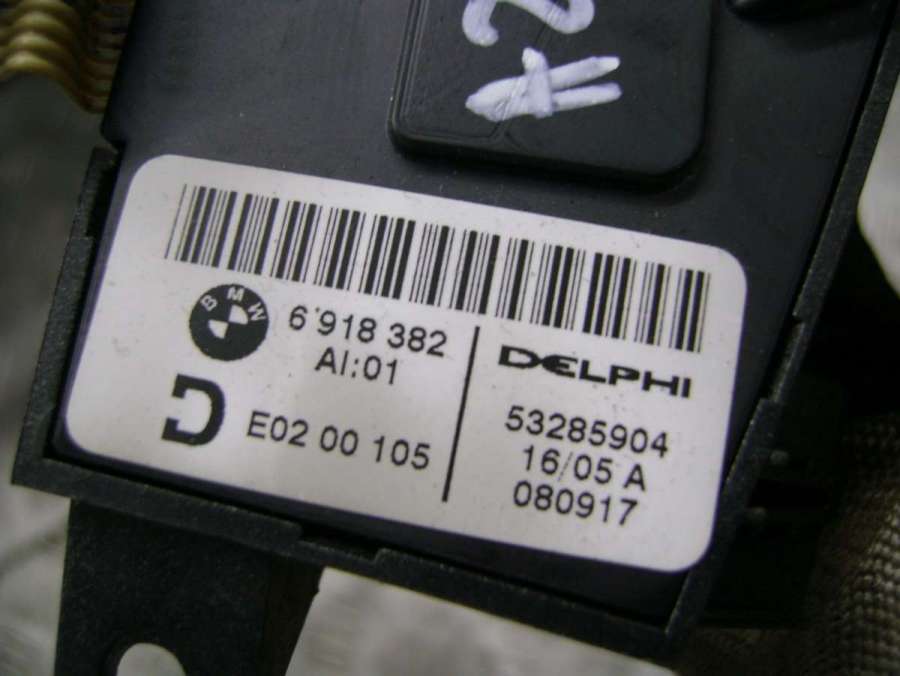 BMW
6 918 382
AI:01
E02 00 105
DELPHI
53285904
16/05 A
080917